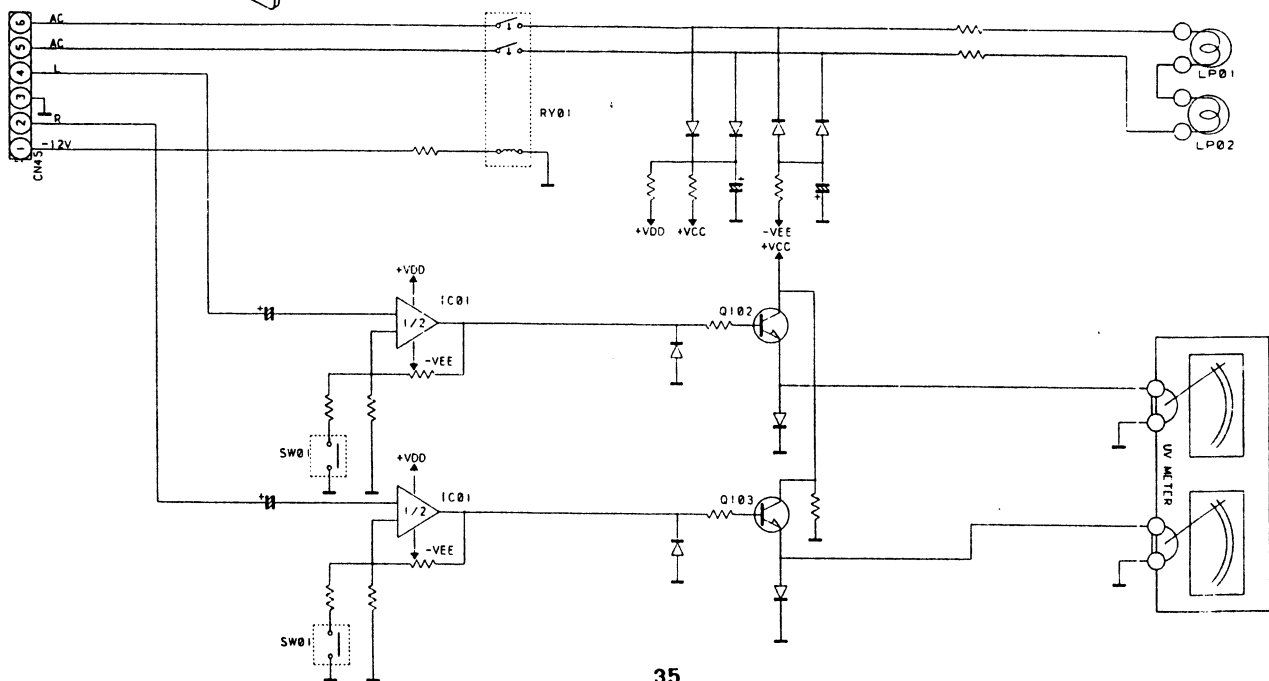 6 AC
5 AC
4 L
3
2 R
1 -12V
CN45
RY01
LP01
LP02
+VDD +VCC -VEE
+VCC
+VDD
IC01
1/2
-VEE
SW01
Q102
+VDD
IC01
1/2
-VEE
SW01
Q103
UV METER
35